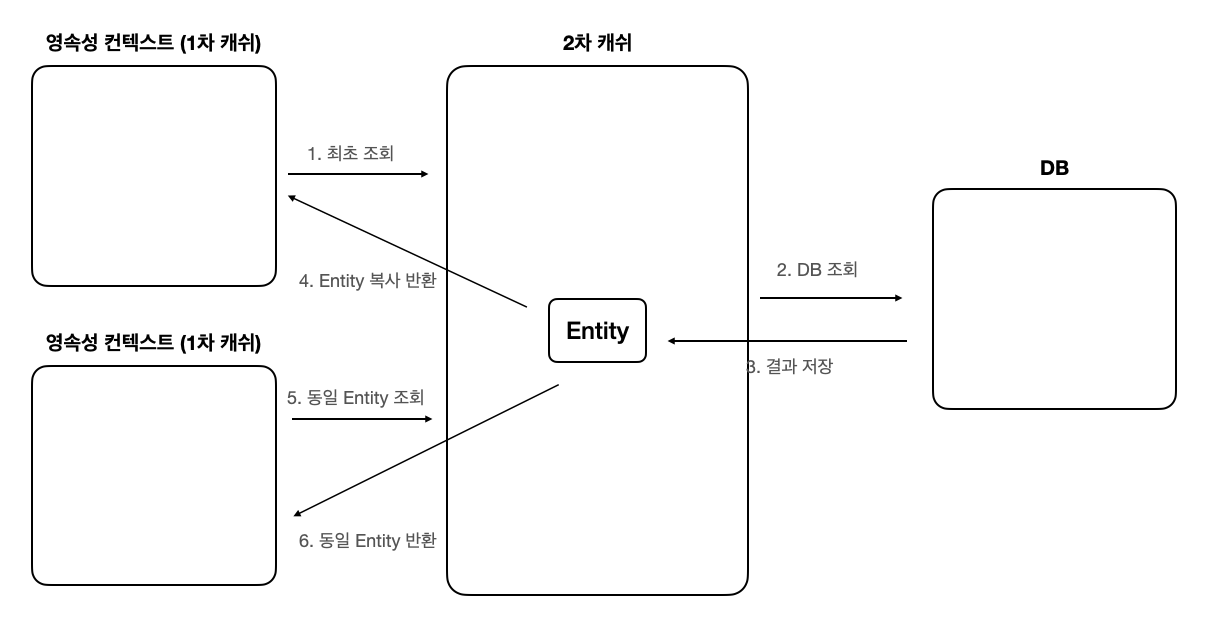 영속성 컨텍스트 (1차 캐쉬)
2차 캐쉬
DB
1. 최초 조회
2. DB 조회
4. Entity 복사 반환
Entity
3. 결과 저장
영속성 컨텍스트 (1차 캐쉬)
5. 동일 Entity 조회
6. 동일 Entity 반환